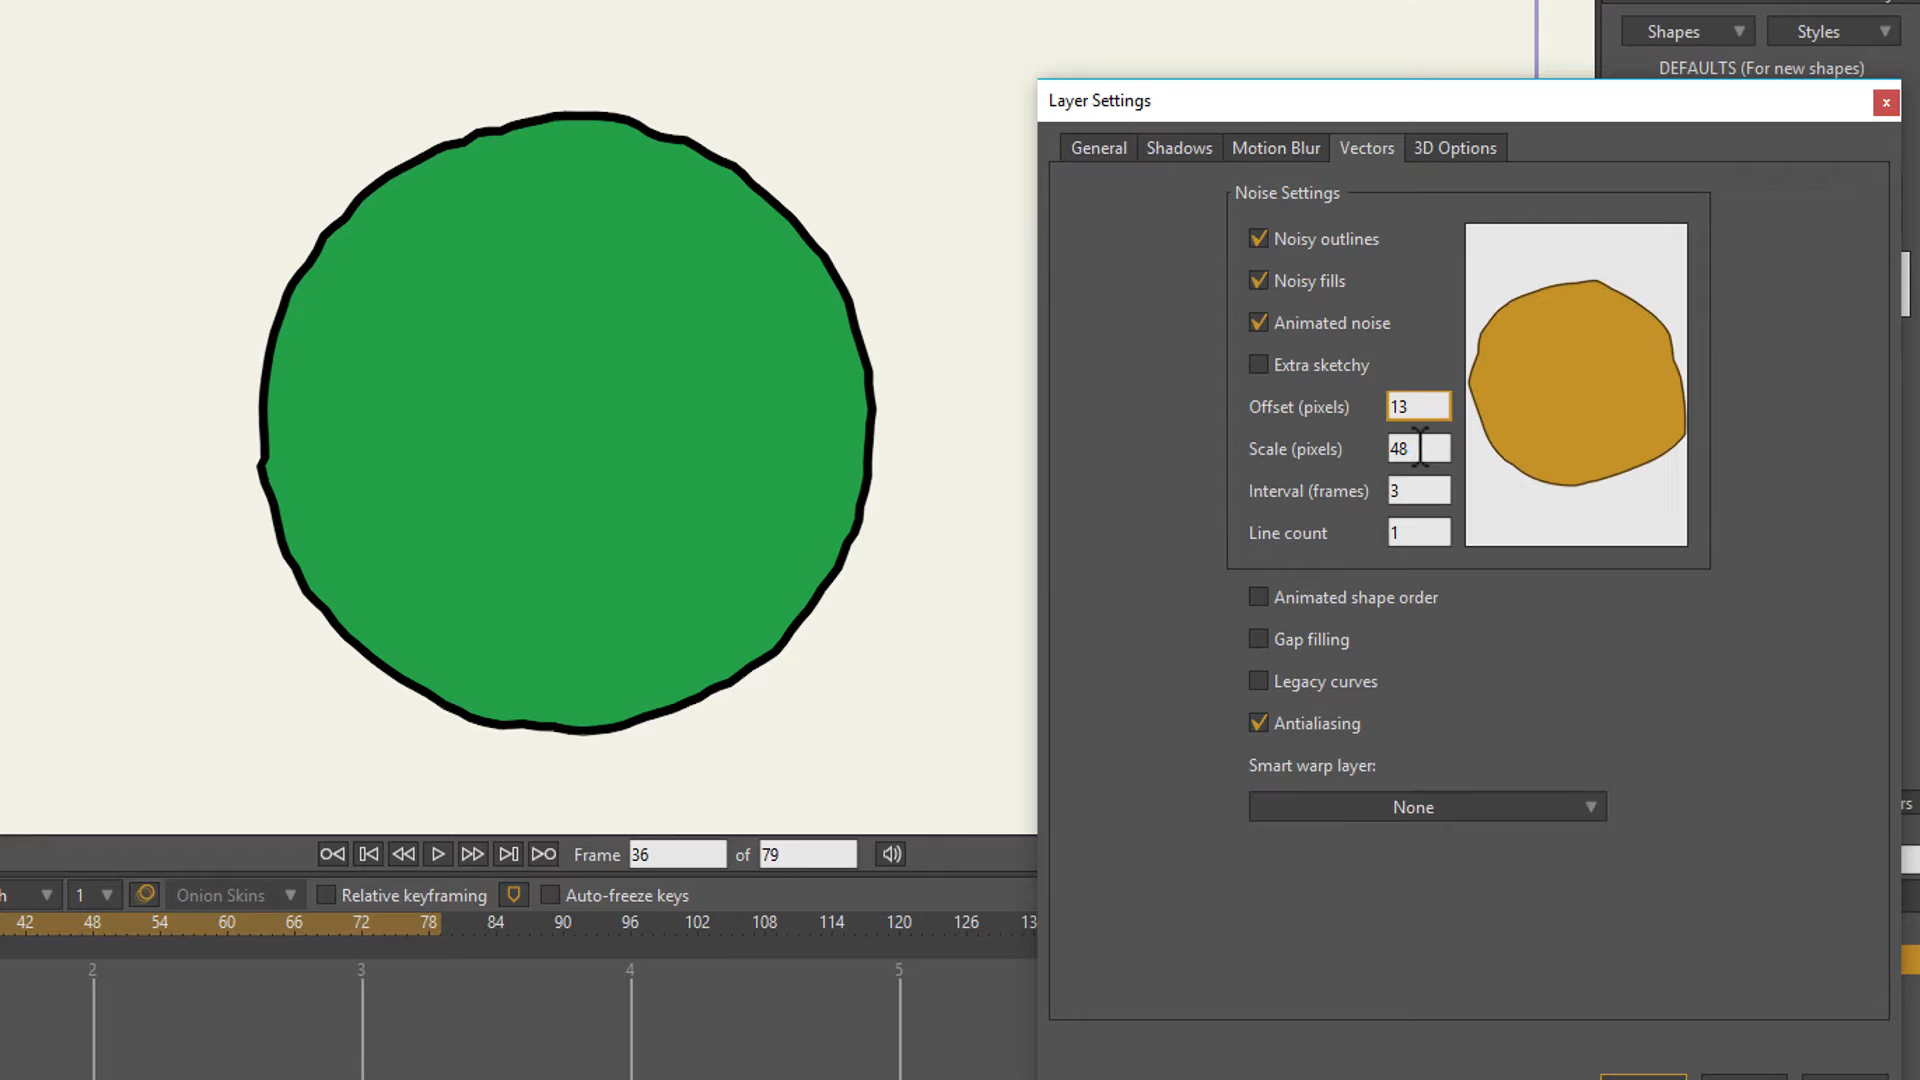 Shapes Styles
DEFAULTS (For new shapes)
Layer Settings x
General Shadows Motion Blur Vectors 3D Options
Noise Settings
Noisy outlines
Noisy fills
Animated noise
Extra sketchy
Offset (pixels) 13
Scale (pixels) 48
Interval (frames) 3
Line count 1
Animated shape order
Gap filling
Legacy curves
Antialiasing
Smart warp layer:
None
Frame 36 of 79
1 Onion Skins Relative keyframing Auto-freeze keys
42 48 54 60 66 72 78 84 90 96 102 108 114 120 126
2 3 4 5